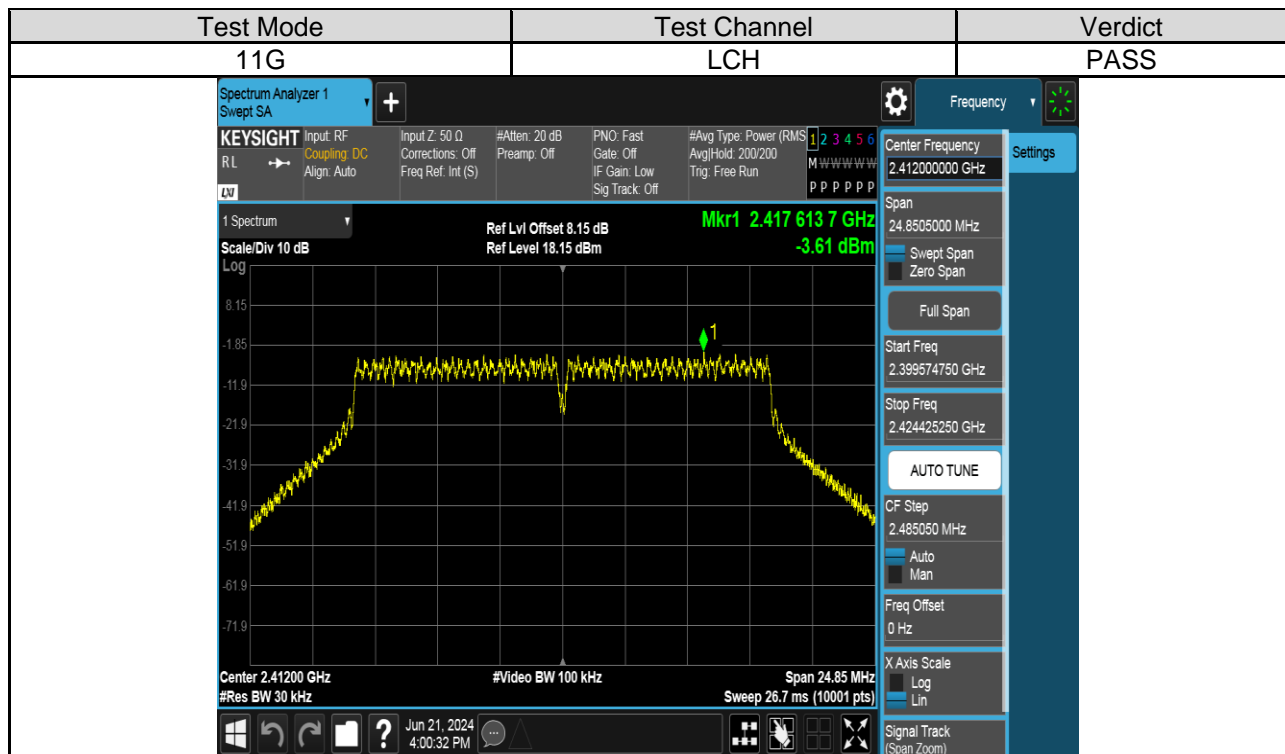 Test Mode Test Channel Verdict
11G LCH PASS
Spectrum Analyzer 1
Swept SA
+
Frequency
KEYSIGHT
R L
LXI
Input: RF
Coupling: DC
Align: Auto
Input Z: 50 Ω
Corrections: Off
Freq Ref: Int (S)
#Atten: 20 dB
Preamp: Off
PNO: Fast
Gate: Off
IF Gain: Low
Sig Track: Off
#Avg Type: Power (RMS
Avg|Hold: 200/200
Trig: Free Run
1 2 3 4 5 6
M W W W W W
P P P P P P
1 Spectrum
Scale/Div 10 dB
Log
Ref Lvl Offset 8.15 dB
Ref Level 18.15 dBm
Mkr1 2.417 613 7 GHz
-3.61 dBm
8.15
-1.85
-11.9
-21.9
-31.9
-41.9
-51.9
-61.9
-71.9
1
Center 2.41200 GHz
#Res BW 30 kHz
#Video BW 100 kHz
Span 24.85 MHz
Sweep 26.7 ms (10001 pts)
?
Jun 21, 2024
4:00:32 PM
Center Frequency
2.412000000 GHz
Span
24.8505000 MHz
Swept Span
Zero Span
Full Span
Start Freq
2.399574750 GHz
Stop Freq
2.424425250 GHz
AUTO TUNE
CF Step
2.485050 MHz
Auto
Man
Freq Offset
0 Hz
X Axis Scale
Log
Lin
Signal Track
(Span Zoom)
Settings